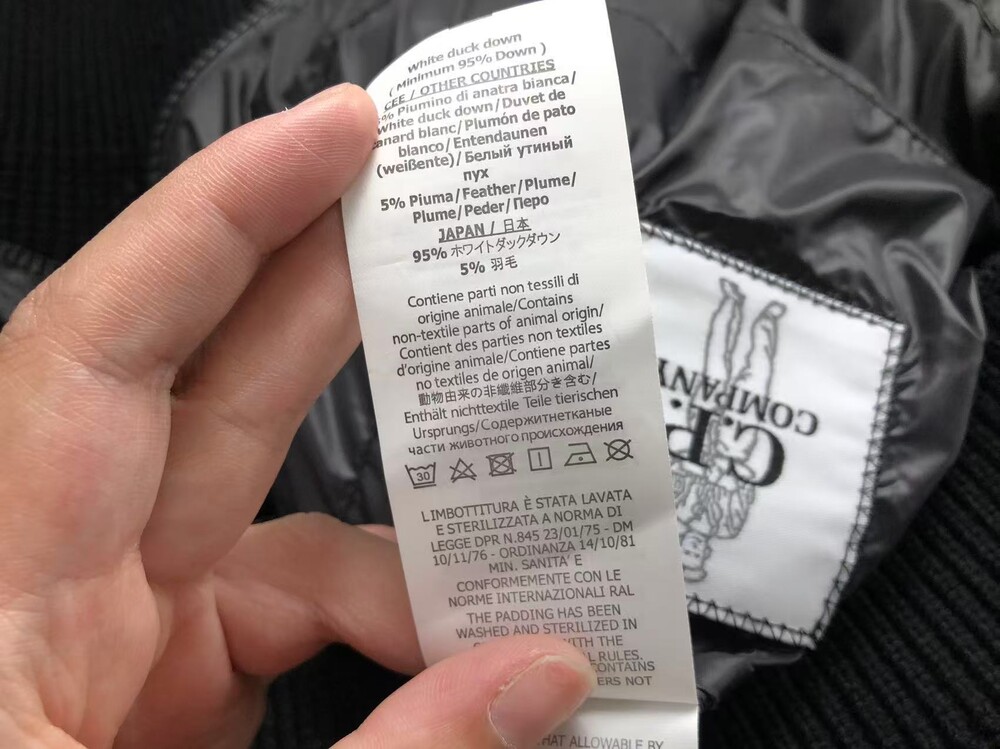 White duck down
( Minimum 95% Down )
CEE / OTHER COUNTRIES
% Piumino di anatra bianca/
White duck down/Duvet de
canard blanc/Plumón de pato
blanco/Entendaunen
(weißente)/Белый утиный
пух
5% Piuma/Feather/Plume/
Plume/Peder/Перо
JAPAN / 日本
95% ホワイトダックダウン
5% 羽毛
Contiene parti non tessili di
origine animale/Contains
non-textile parts of animal origin/
Contient des parties non textiles
d'origine animale/Contiene partes
no textiles de origen animal/
動物由来の非繊維部分き含む/
Enthält nichttextile Teile tierischen
Ursprungs/Содержитнетканые
части животного происхождения
30
L'IMBOTTITURA È STATA LAVATA
E STERILIZZATA A NORMA DI
LEGGE DPR N.845 23/01/75 - DM
10/11/76 - ORDINANZA 14/10/81
MIN. SANITA' E
CONFORMEMENTE CON LE
NORME INTERNAZIONALI RAL
THE PADDING HAS BEEN
WASHED AND STERILIZED IN
WITH THE
RULES.
CONTAINS
ERS NOT
THAT ALLOWABLE BY
C.P.
COMPANY